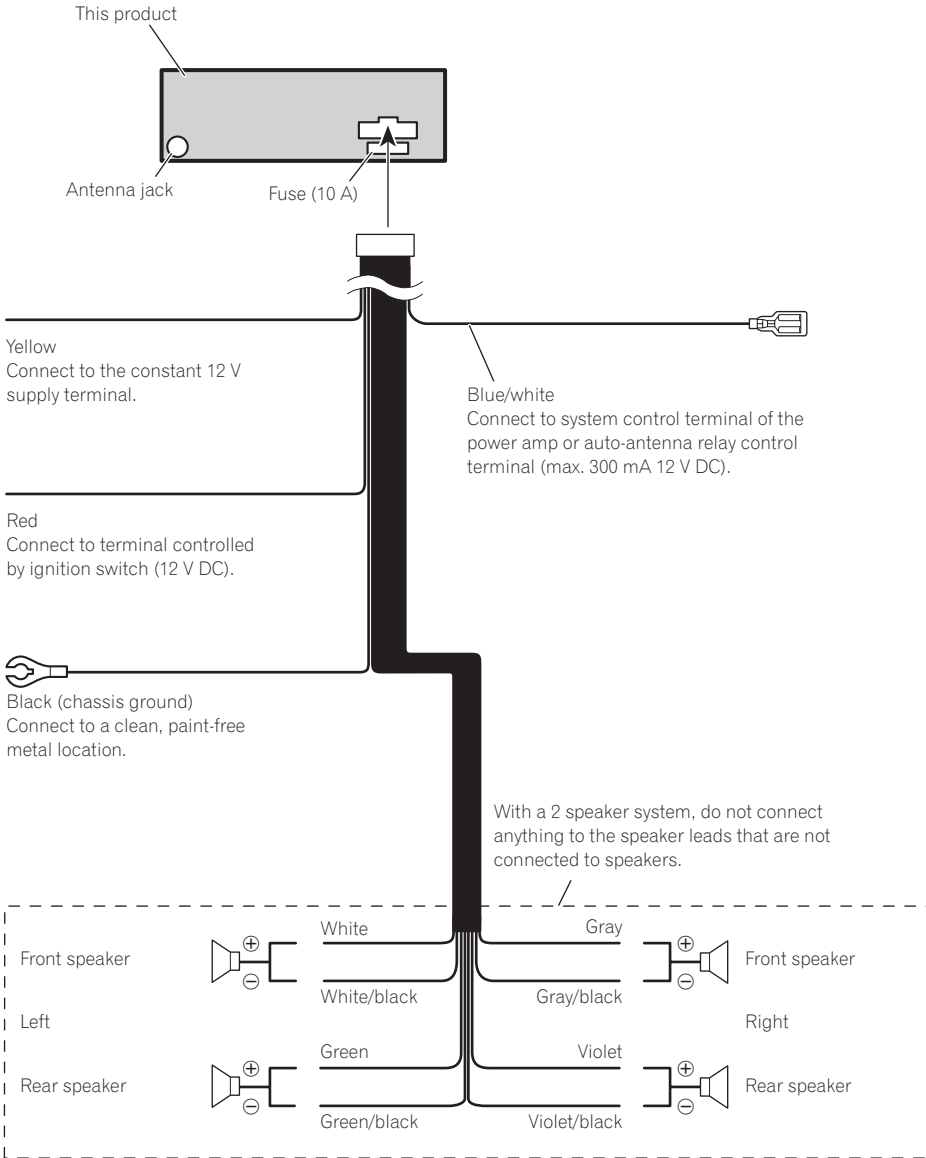 This product
Antenna jack
Fuse (10 A)
Yellow
Connect to the constant 12 V
supply terminal.
Blue/white
Connect to system control terminal of the
power amp or auto-antenna relay control
terminal (max. 300 mA 12 V DC).
Red
Connect to terminal controlled
by ignition switch (12 V DC).
Black (chassis ground)
Connect to a clean, paint-free
metal location.
With a 2 speaker system, do not connect
anything to the speaker leads that are not
connected to speakers.
White
Gray
Front speaker
⊕
⊕
Front speaker
⊖
⊖
White/black
Gray/black
Left
Right
Green
Violet
Rear speaker
⊕
⊕
Rear speaker
⊖
⊖
Green/black
Violet/black